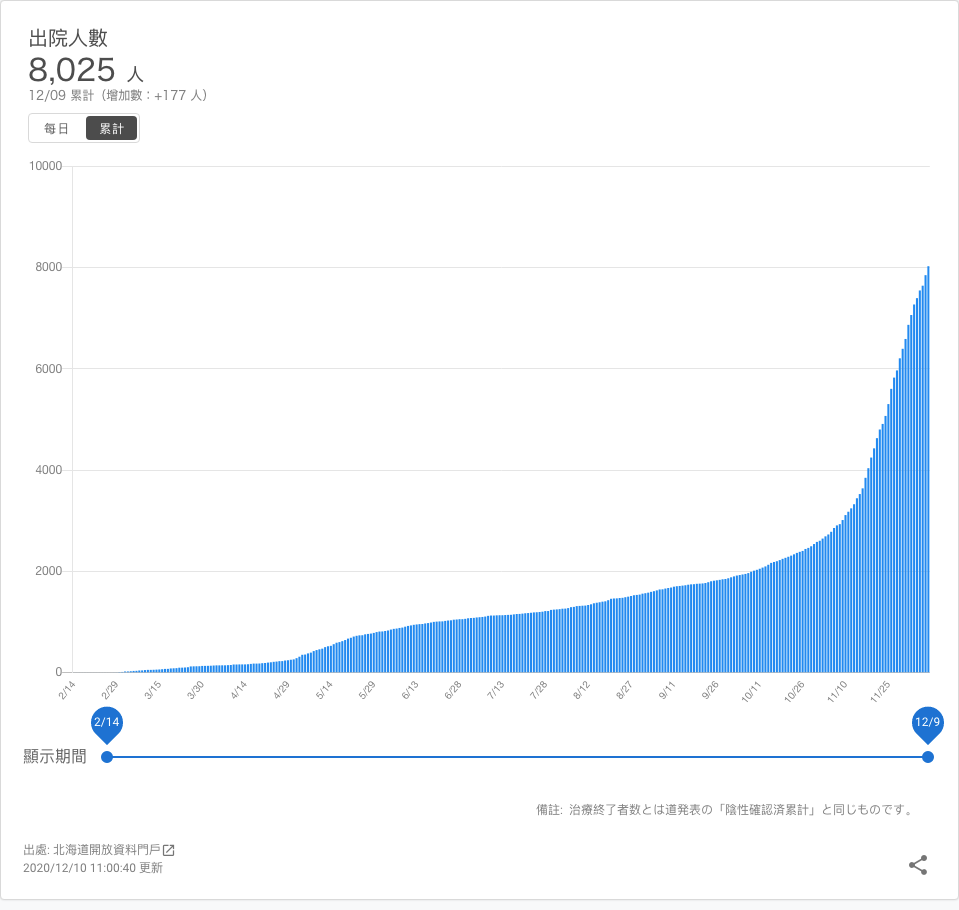 出院人數
8,025 人
12/09 累計（增加數：+177 人）
每日 累計
10000
8000
6000
4000
2000
0
2/14 2/29 3/15 3/30 4/14 4/29 5/14 5/29 6/13 6/28 7/13 7/28 8/12 8/27 9/11 9/26 10/11 10/26 11/10 11/25
2/14 12/9
顯示期間
備註: 治療終了者数とは道発表の「陰性確認済累計」と同じものです。
出處: 北海道開放資料門戶
2020/12/10 11:00:40 更新